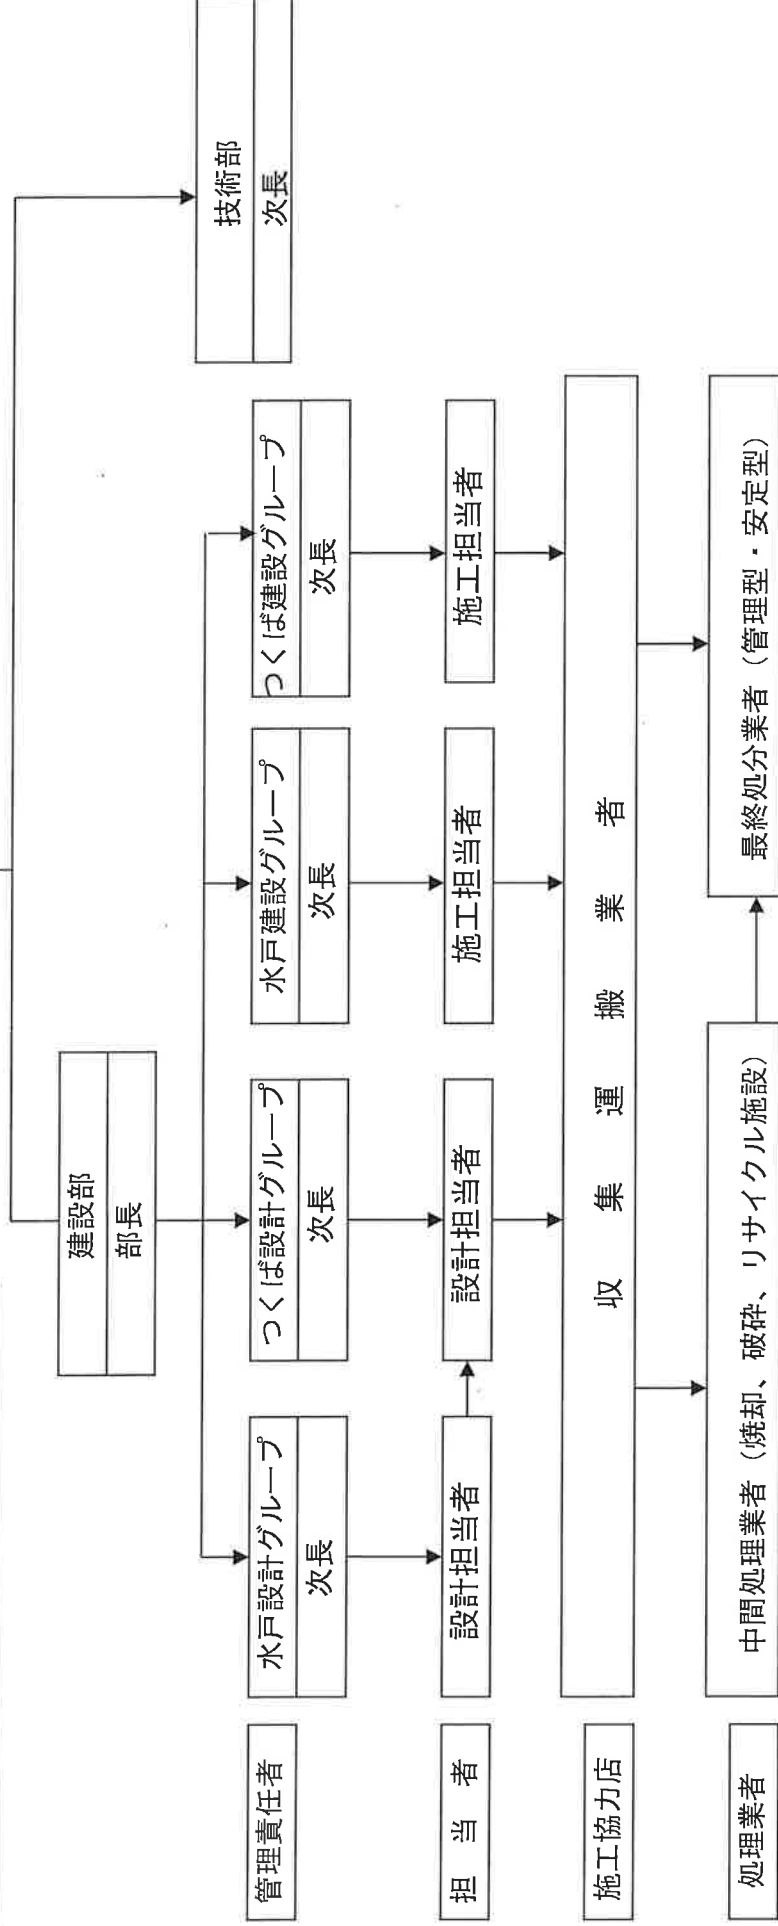 建設部
部長
技術部
次長
管理責任者
水戸設計グループ
次長
つくば設計グループ
次長
水戸建設グループ
次長
つくば建設グループ
次長
担当者
設計担当者
設計担当者
施工担当者
施工担当者
施工協力店
収集運搬業者
処理業者
中間処理業者（焼却、破砕、リサイクル施設）
最終処分業者（管理型・安定型）